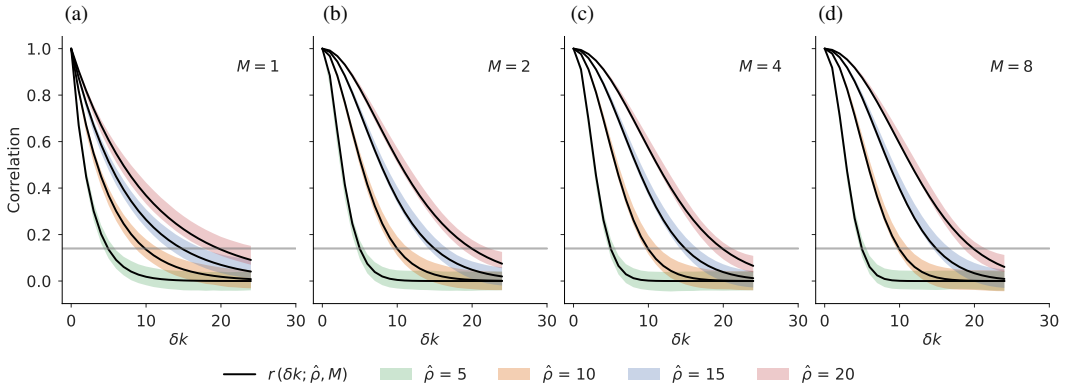 (a) (b) (c) (d)
M = 1 M = 2 M = 4 M = 8
Correlation
1.0
0.8
0.6
0.4
0.2
0.0
0 10 20 30 0 10 20 30 0 10 20 30 0 10 20 30
δk δk δk δk
r (δk; ρ̂, M) ρ̂ = 5 ρ̂ = 10 ρ̂ = 15 ρ̂ = 20